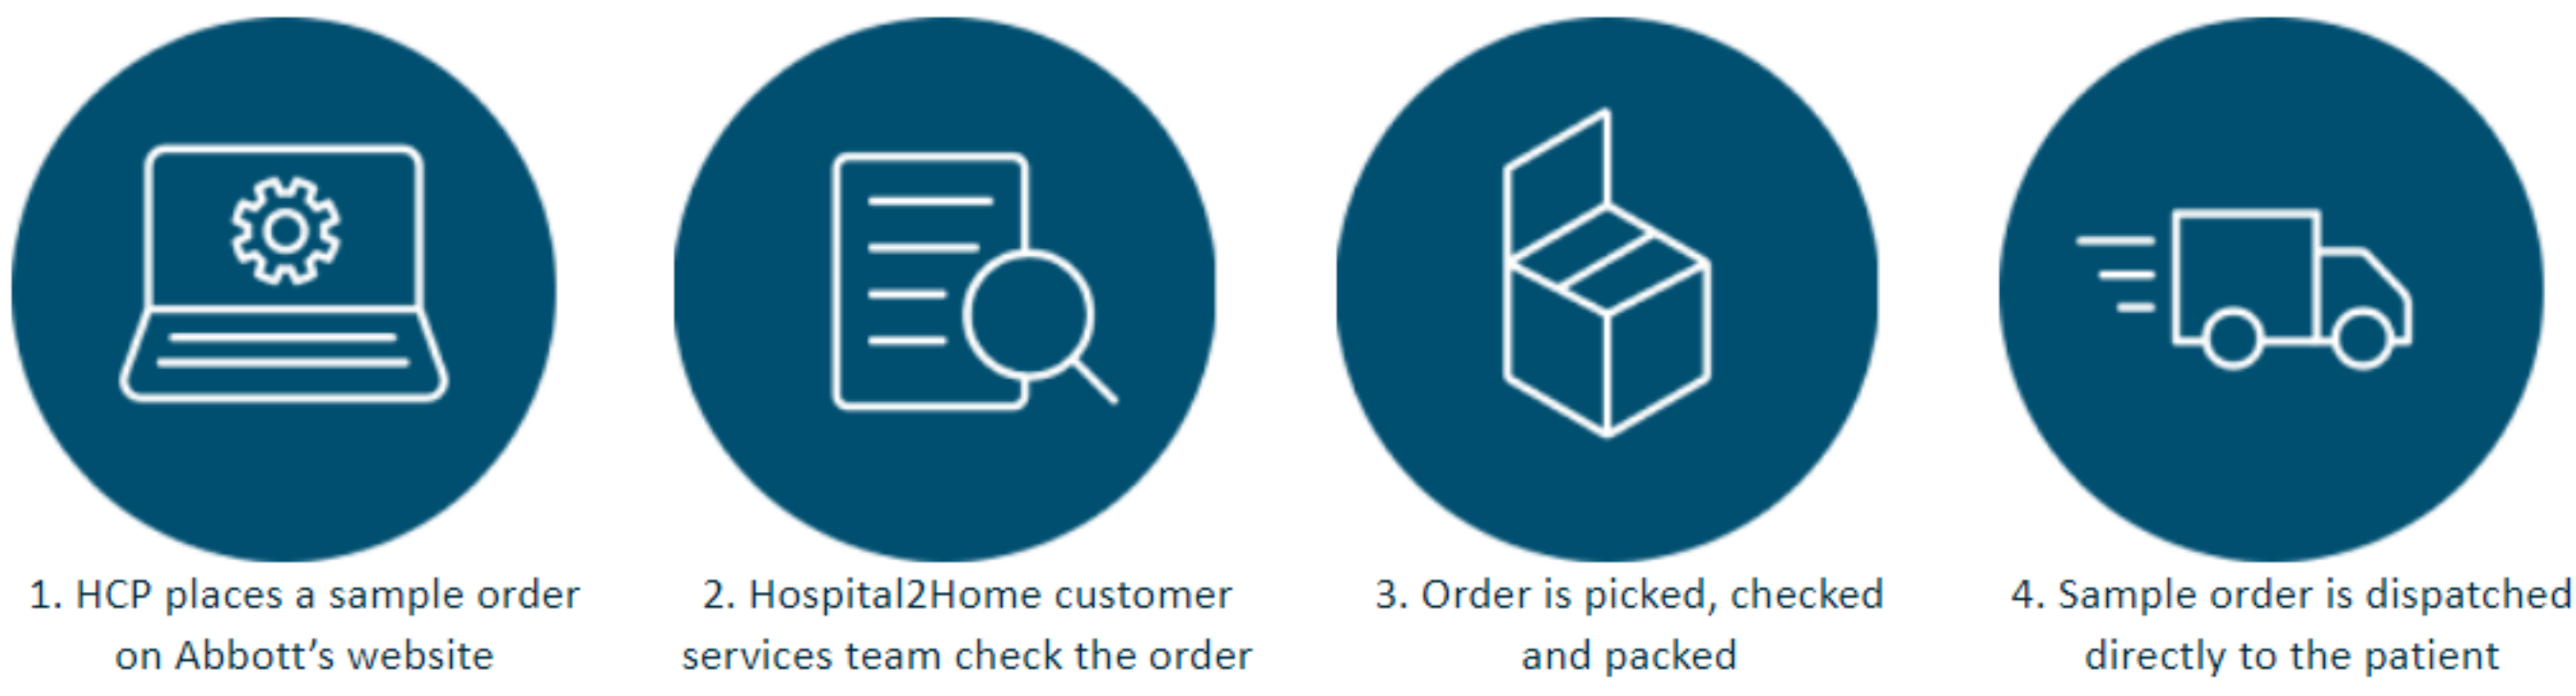 1. HCP places a sample order
on Abbott's website
2. Hospital2Home customer
services team check the order
3. Order is picked, checked
and packed
4. Sample order is dispatched
directly to the patient